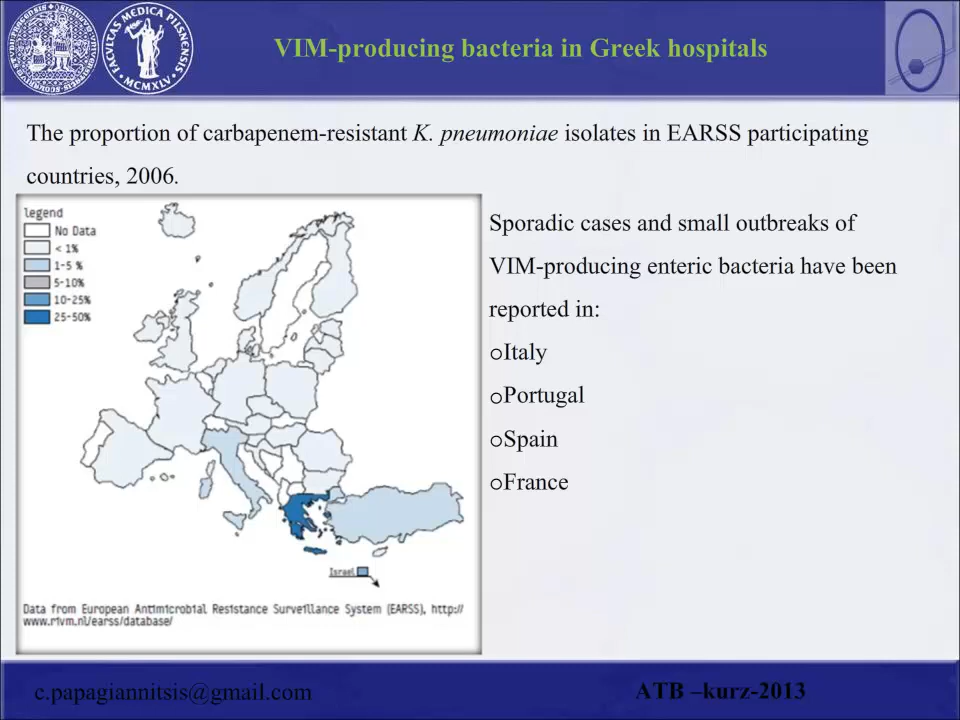 FACULTAS MEDICA PILSNENSIS
MCMXLV
VIM-producing bacteria in Greek hospitals
The proportion of carbapenem-resistant K. pneumoniae isolates in EARSS participating
countries, 2006.
legend
No Data
< 1%
1-5 %
5-10%
10-25%
25-50%
Israel
Data from European Antimicrobial Resistance Surveillance System (EARSS), http://
www.rivm.nl/earss/database/
Sporadic cases and small outbreaks of
VIM-producing enteric bacteria have been
reported in:
oItaly
oPortugal
oSpain
oFrance
c.papagiannitsis@gmail.com
ATB –kurz-2013